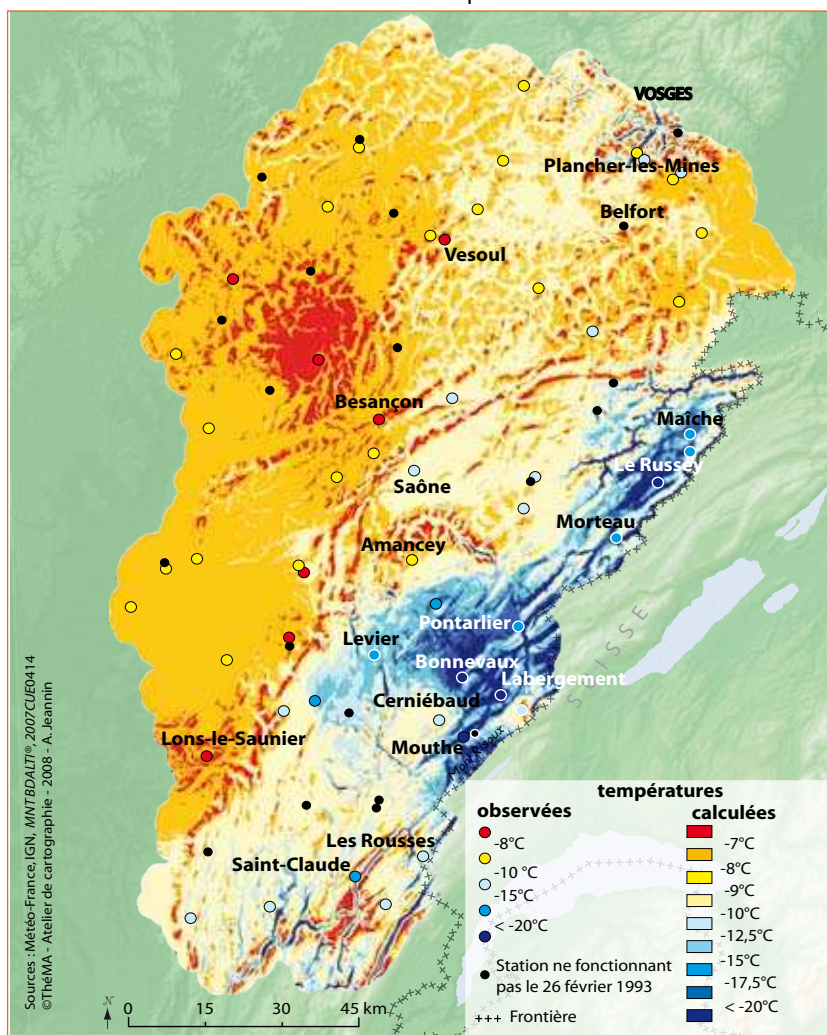 VOSGES
Plancher-les-Mines
Belfort
Vesoul
Besançon
Maîche
Le Russey
Saône
Morteau
Amancey
Pontarlier
Levier
Bonnevaux
Labergement
SUISSE
Cerniébaud
Lons-le-Saunier
Mouthe
Mont Risoux
Les Rousses
Saint-Claude
températures
observées
calculées
-8°C
-10 °C
-15°C
< -20°C
-7°C
-8°C
-9°C
-10°C
-12,5°C
-15°C
-17,5°C
< -20°C
Station ne fonctionnant
pas le 26 février 1993
Frontière
N
0 15 30 45 km
Sources : Météo-France, IGN, MNT BDALTI®, 2007CUE0414
©ThéMA - Atelier de cartographie - 2008 - A. Jeannin